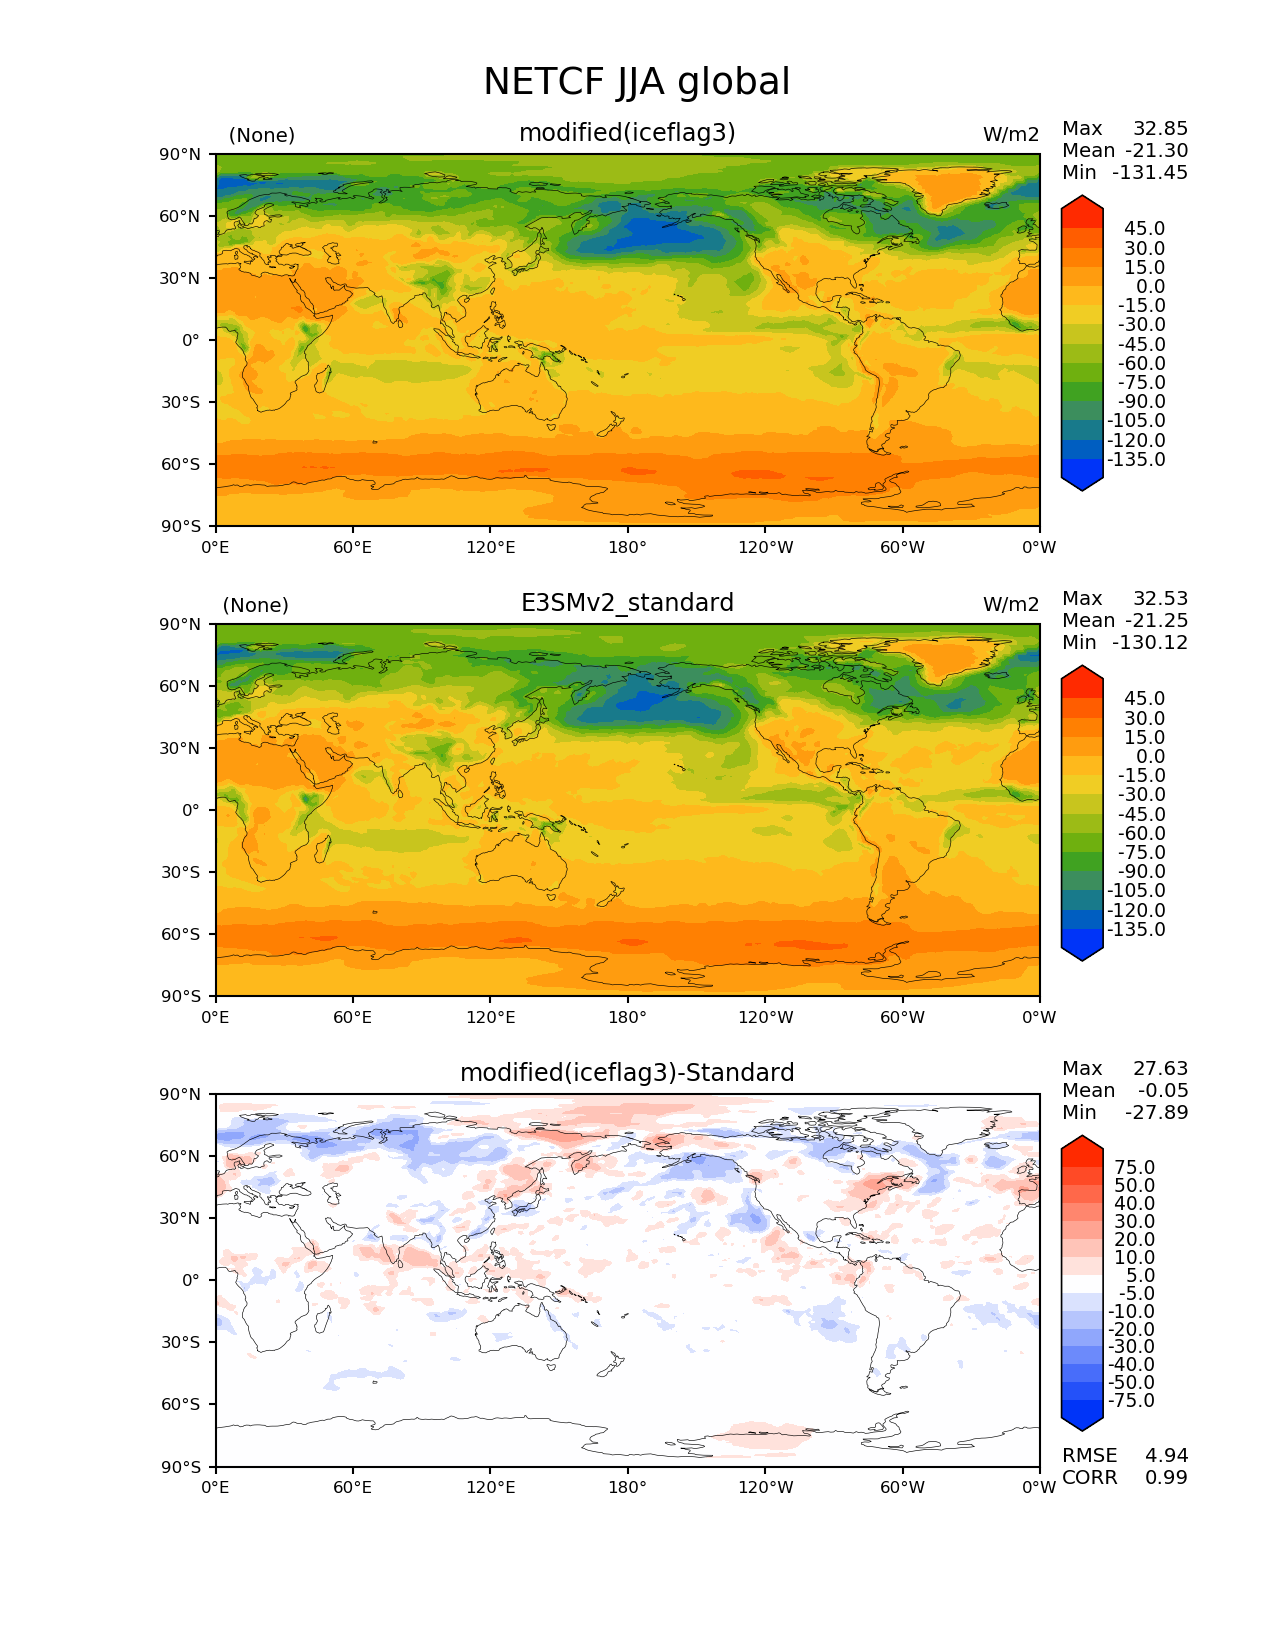 NETCF JJA global
(None) modified(iceflag3) W/m2
Max 32.85
Mean -21.30
Min -131.45
90°N
60°N
30°N
0°
30°S
60°S
90°S
0°E 60°E 120°E 180° 120°W 60°W 0°W
45.0
30.0
15.0
0.0
-15.0
-30.0
-45.0
-60.0
-75.0
-90.0
-105.0
-120.0
-135.0
(None) E3SMv2_standard W/m2
Max 32.53
Mean -21.25
Min -130.12
90°N
60°N
30°N
0°
30°S
60°S
90°S
0°E 60°E 120°E 180° 120°W 60°W 0°W
45.0
30.0
15.0
0.0
-15.0
-30.0
-45.0
-60.0
-75.0
-90.0
-105.0
-120.0
-135.0
modified(iceflag3)-Standard
Max 27.63
Mean -0.05
Min -27.89
90°N
60°N
30°N
0°
30°S
60°S
90°S
0°E 60°E 120°E 180° 120°W 60°W 0°W
75.0
50.0
40.0
30.0
20.0
10.0
5.0
-5.0
-10.0
-20.0
-30.0
-40.0
-50.0
-75.0
RMSE 4.94
CORR 0.99